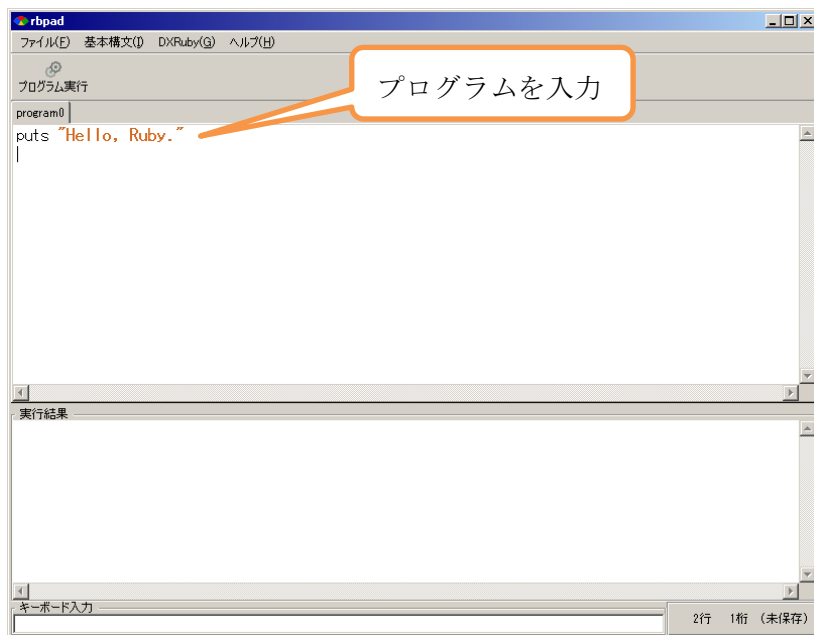 rbpad
ファイル(F) 基本構文(I) DXRuby(G) ヘルプ(H)
プログラム実行
プログラムを入力
program0
puts "Hello, Ruby."
実行結果
キーボード入力
2行 1桁 (未保存)